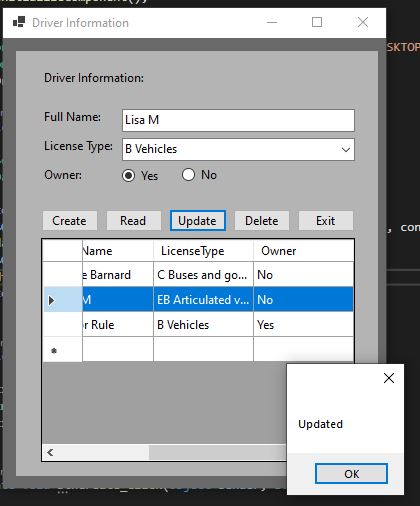 Driver Information
Driver Information:
Full Name: Lisa M
License Type: B Vehicles
Owner: Yes No
Create Read Update Delete Exit
Name LicenseType Owner
e Barnard C Buses and go... No
M EB Articulated v... No
r Rule B Vehicles Yes
Updated
OK